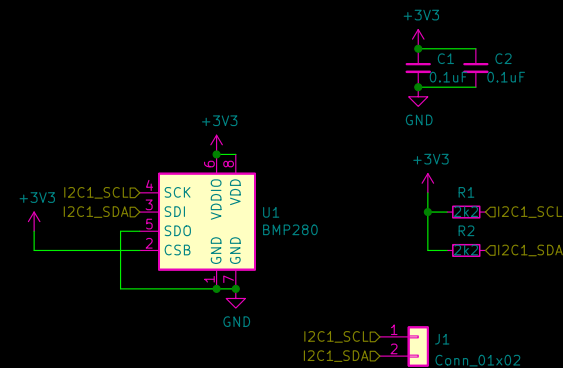 +3V3
C1
0.1uF
C2
0.1uF
GND
+3V3
6
8
+3V3
I2C1_SCL
4
SCK
VDDIO
VDD
I2C1_SDA
3
SDI
U1
5
SDO
BMP280
2
CSB
GND
GND
1
7
GND
+3V3
R1
2k2
I2C1_SCL
R2
2k2
I2C1_SDA
I2C1_SCL
1
J1
I2C1_SDA
2
Conn_01x02